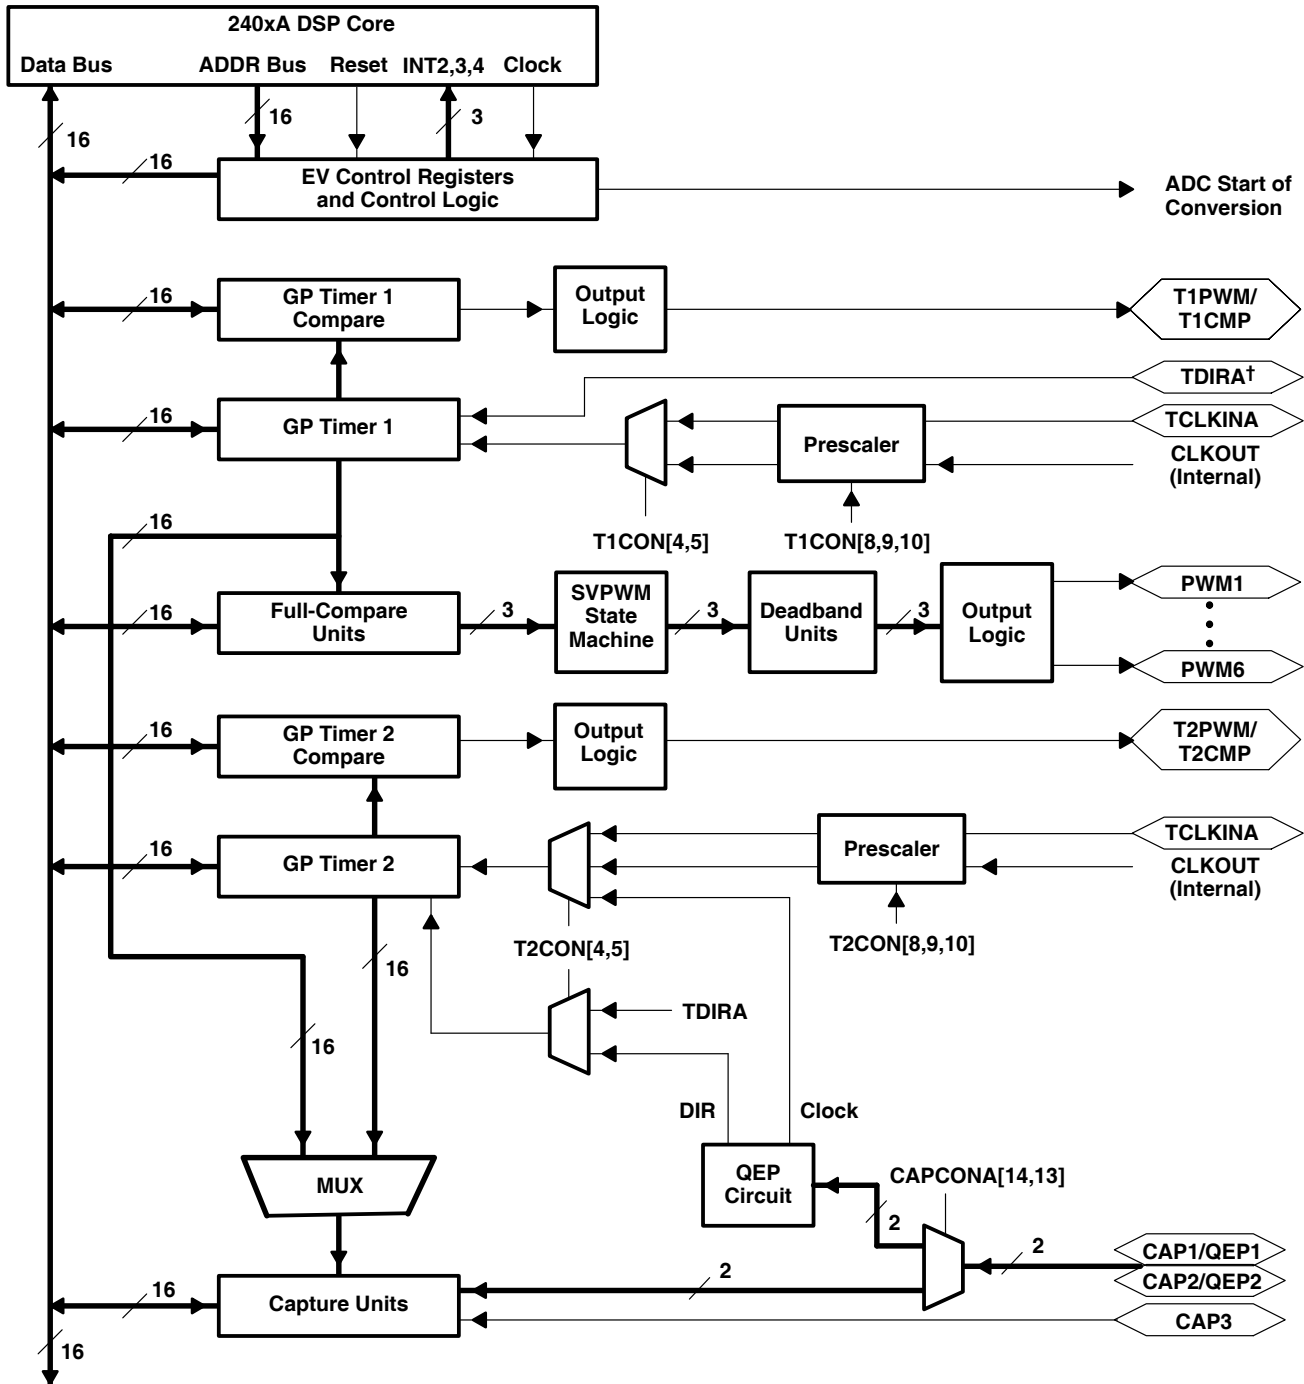 240xA DSP Core
Data Bus
ADDR Bus
Reset
INT2,3,4
Clock
16
16
3
16
EV Control Registers
and Control Logic
ADC Start of
Conversion
16
GP Timer 1
Compare
Output
Logic
T1PWM/
T1CMP
TDIRA†
16
GP Timer 1
Prescaler
TCLKINA
CLKOUT
(Internal)
16
T1CON[4,5]
T1CON[8,9,10]
16
Full-Compare
Units
3
SVPWM
State
Machine
3
Deadband
Units
3
Output
Logic
PWM1
PWM6
16
GP Timer 2
Compare
Output
Logic
T2PWM/
T2CMP
16
GP Timer 2
Prescaler
TCLKINA
CLKOUT
(Internal)
T2CON[4,5]
T2CON[8,9,10]
16
TDIRA
16
DIR
Clock
MUX
QEP
Circuit
CAPCONA[14,13]
2
2
CAP1/QEP1
CAP2/QEP2
16
Capture Units
2
CAP3
16